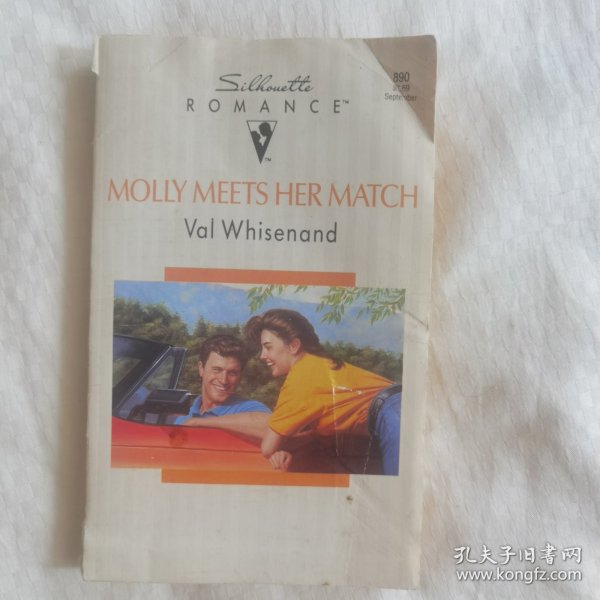 Silhouette
ROMANCE™
™
890
September
MOLLY MEETS HER MATCH
Val Whisenand
孔夫子旧书网
www.kongfz.com